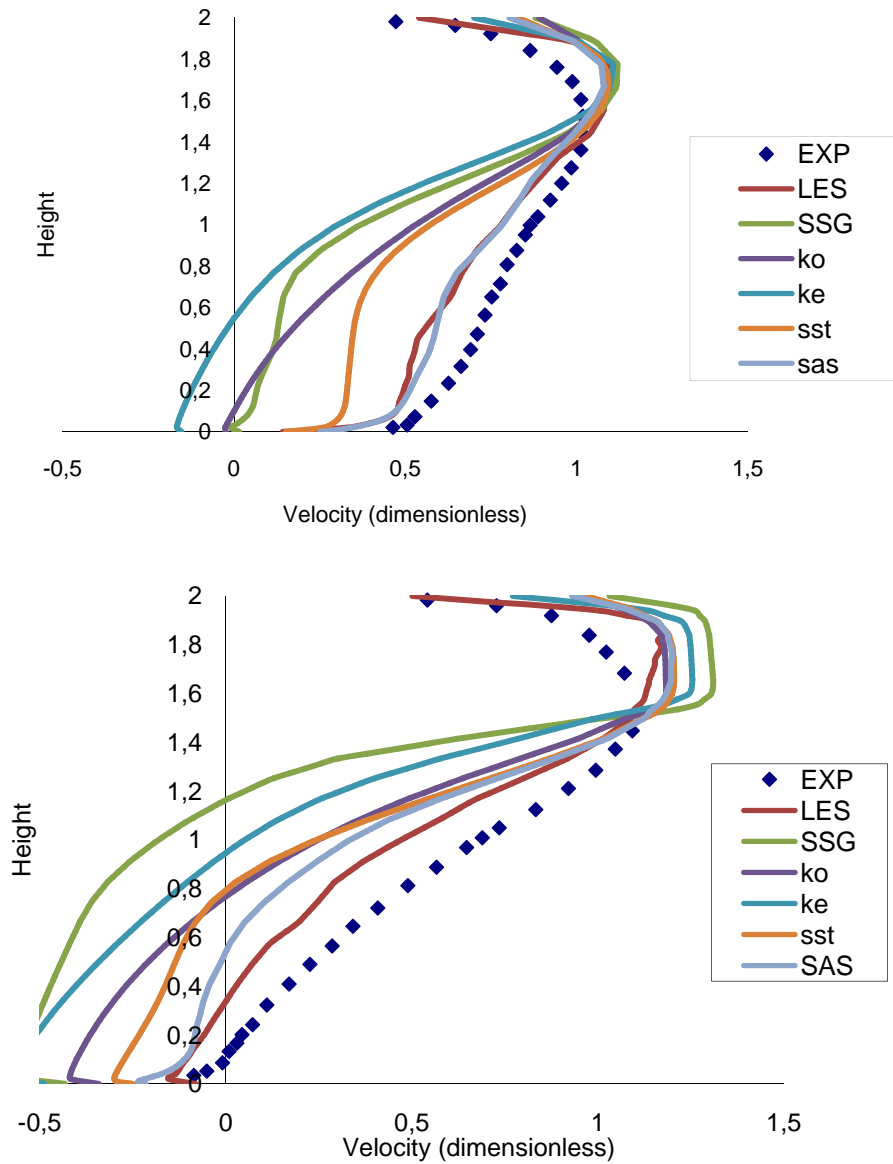 2
1,8
1,6
1,4
1,2
1
0,8
0,6
0,4
0,2
0
Height
-0,5 0 0,5 1 1,5
Velocity (dimensionless)
EXP
LES
SSG
ko
ke
sst
sas
2
1,8
1,6
1,4
1,2
1
0,8
0,6
0,4
0,2
0
Height
-0,5 0 0,5 1 1,5
Velocity (dimensionless)
EXP
LES
SSG
ko
ke
sst
SAS